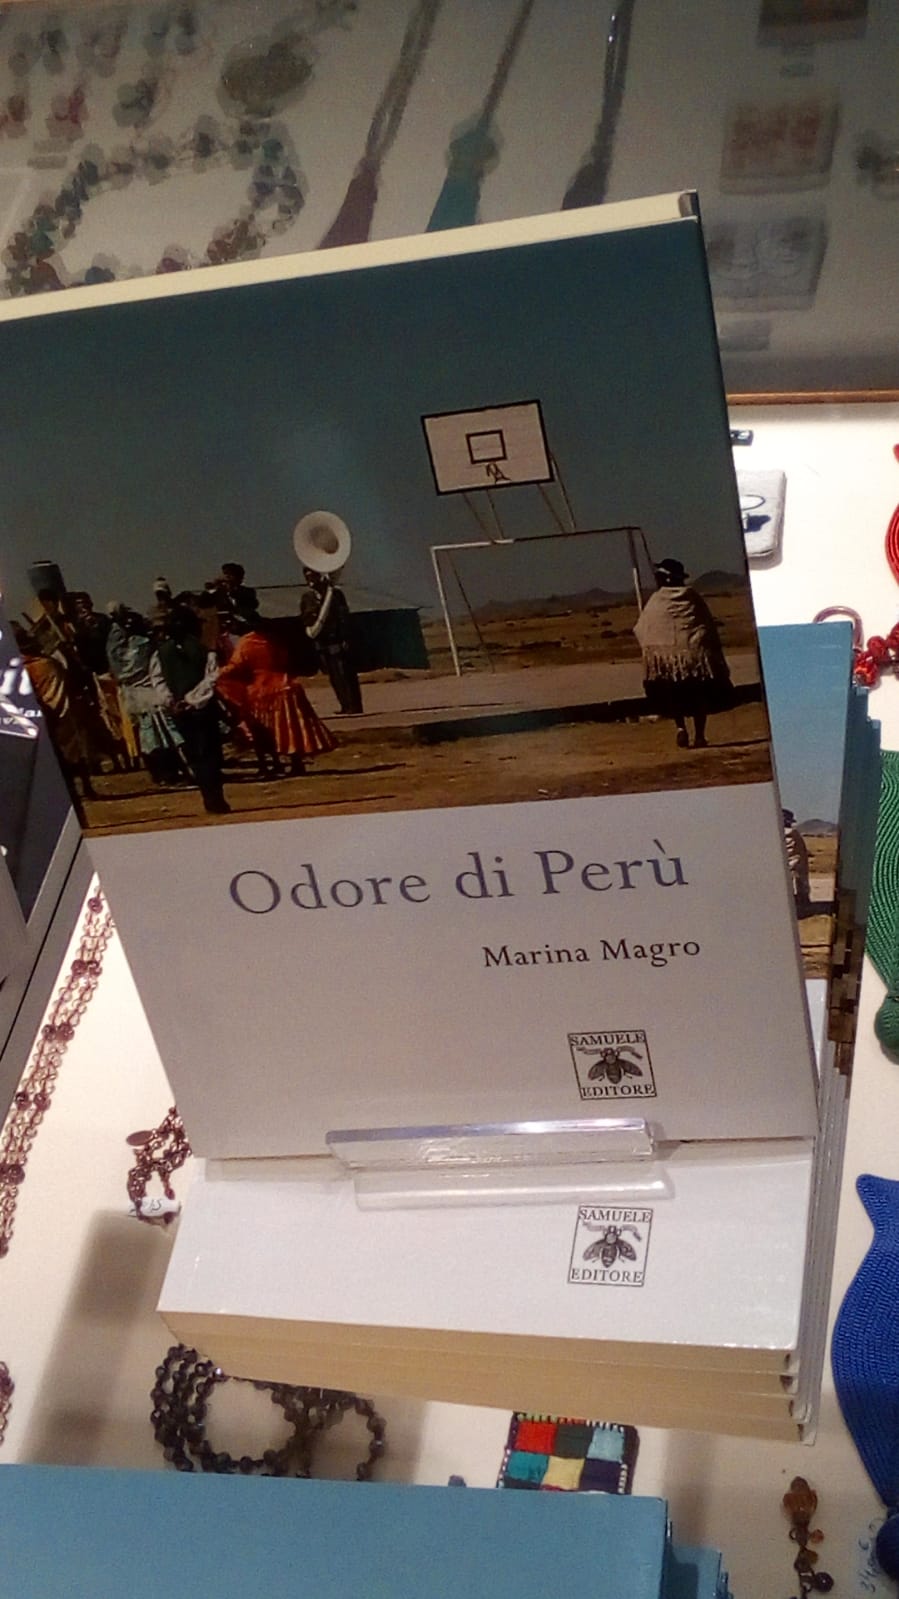 Odore di Perù
Marina Magro
SAMUELE
EDITORE
SAMUELE
EDITORE